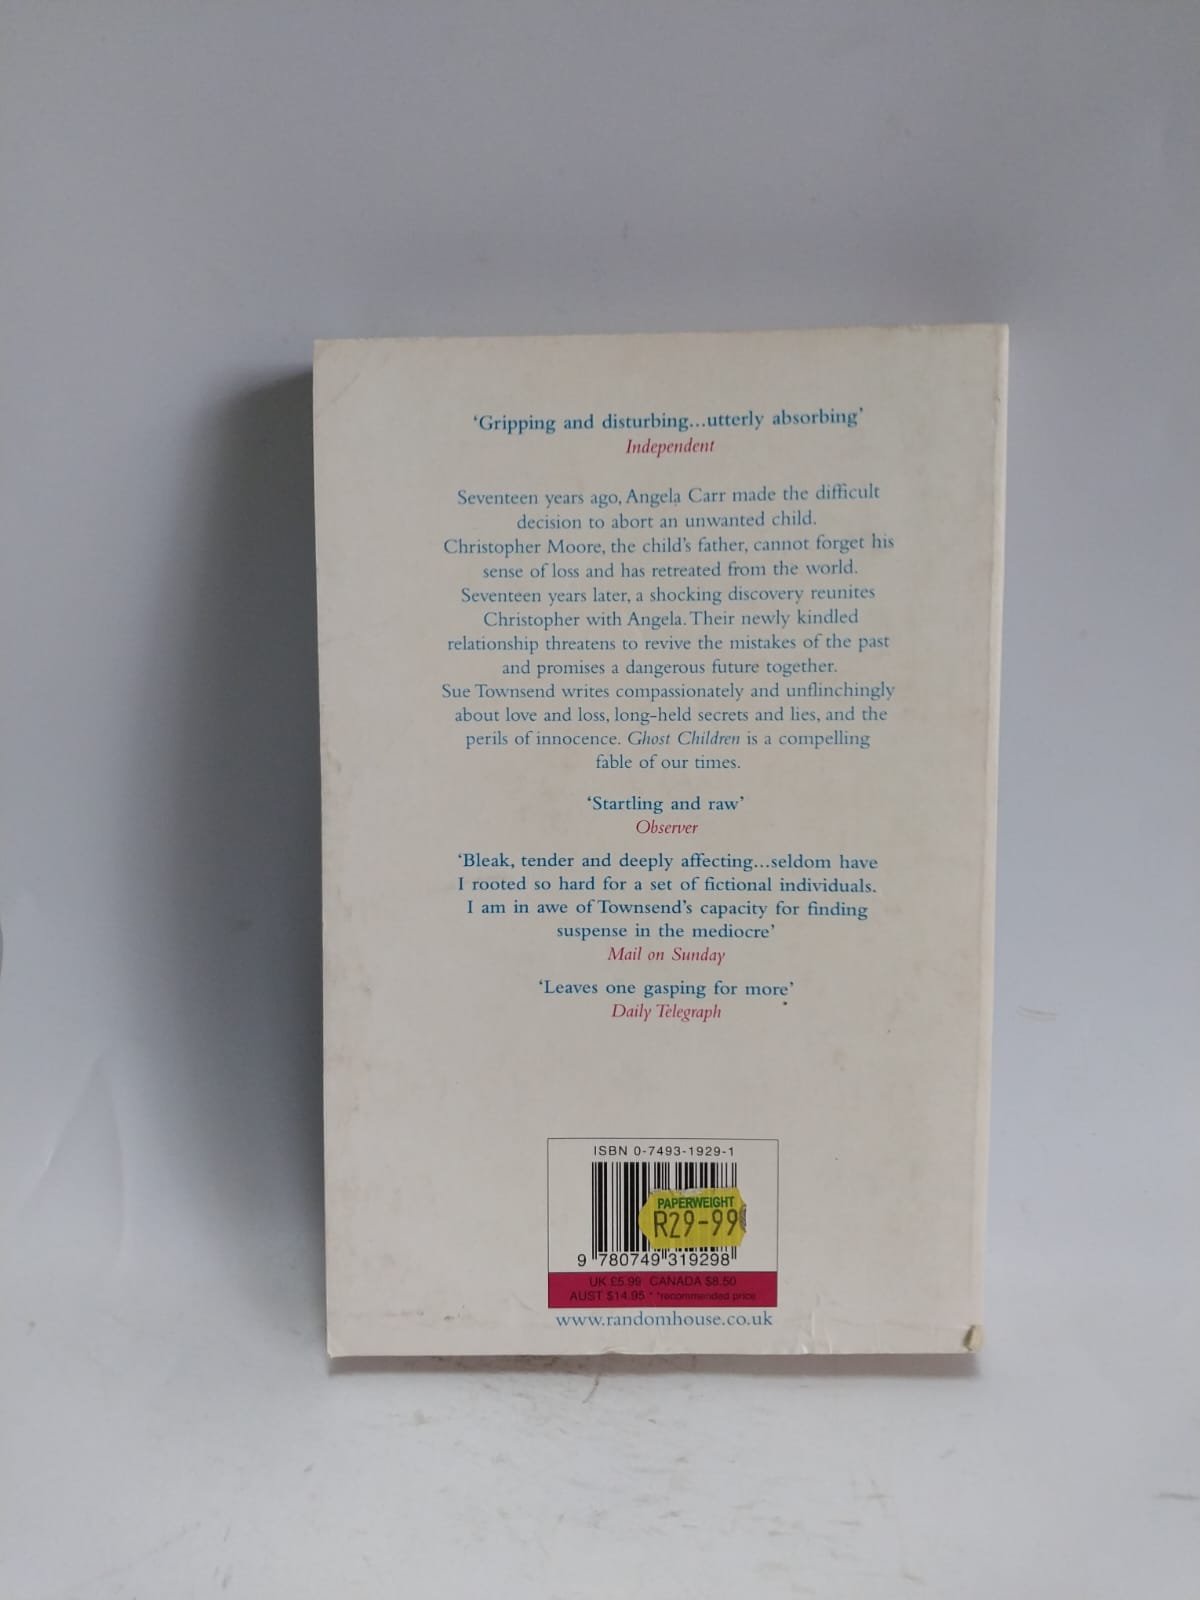 ‘Gripping and disturbing...utterly absorbing’
Independent
Seventeen years ago, Angela Carr made the difficult
decision to abort an unwanted child.
Christopher Moore, the child’s father, cannot forget his
sense of loss and has retreated from the world.
Seventeen years later, a shocking discovery reunites
Christopher with Angela. Their newly kindled
relationship threatens to revive the mistakes of the past
and promises a dangerous future together.
Sue Townsend writes compassionately and unflinchingly
about love and loss, long-held secrets and lies, and the
perils of innocence. Ghost Children is a compelling
fable of our times.
‘Startling and raw’
Observer
‘Bleak, tender and deeply affecting...seldom have
I rooted so hard for a set of fictional individuals.
I am in awe of Townsend’s capacity for finding
suspense in the mediocre’
Mail on Sunday
‘Leaves one gasping for more’
Daily Telegraph
ISBN 0-7493-1929-1
PAPERWEIGHT
R29-99
9 780749 319298
UK £5.99 CANADA $8.50
AUST $14.95 * *recommended price
www.randomhouse.co.uk